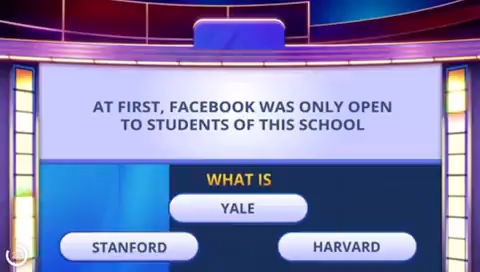 AT FIRST, FACEBOOK WAS ONLY OPEN
TO STUDENTS OF THIS SCHOOL
WHAT IS
YALE
STANFORD
HARVARD